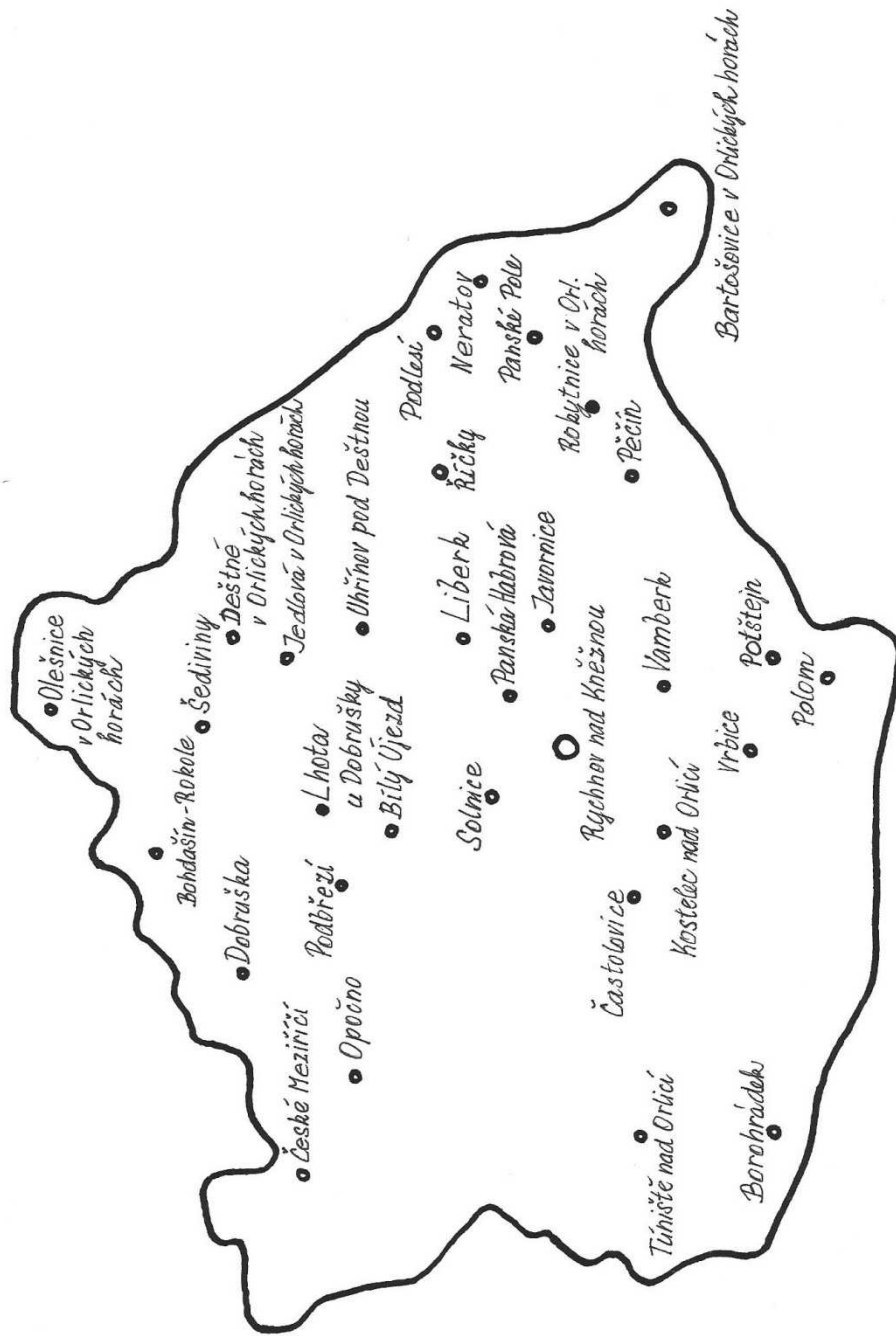 Olešnice
v Orlických
horách
Bohdašín-Rokole
Šediviny
Deštné
v Orlických horách
Dobruška
Jedlová v Orlických horách
České Meziříčí
Lhota
u Dobrušky
Podbřezí
Uhřínov pod Deštnou
Opočno
Bílý Újezd
Podlesí
Neratov
Říčky
Liberk
Solnice
Panská Habrová
Panské Pole
Javornice
Rokytnice v Orl.
horách
Rychnov nad Kněžnou
Častolovice
Pěčín
Týniště nad Orlicí
Vamberk
Kostelec nad Orlicí
Bartošovice v Orlických horách
Vrbice
Potštejn
Borohrádek
Polom